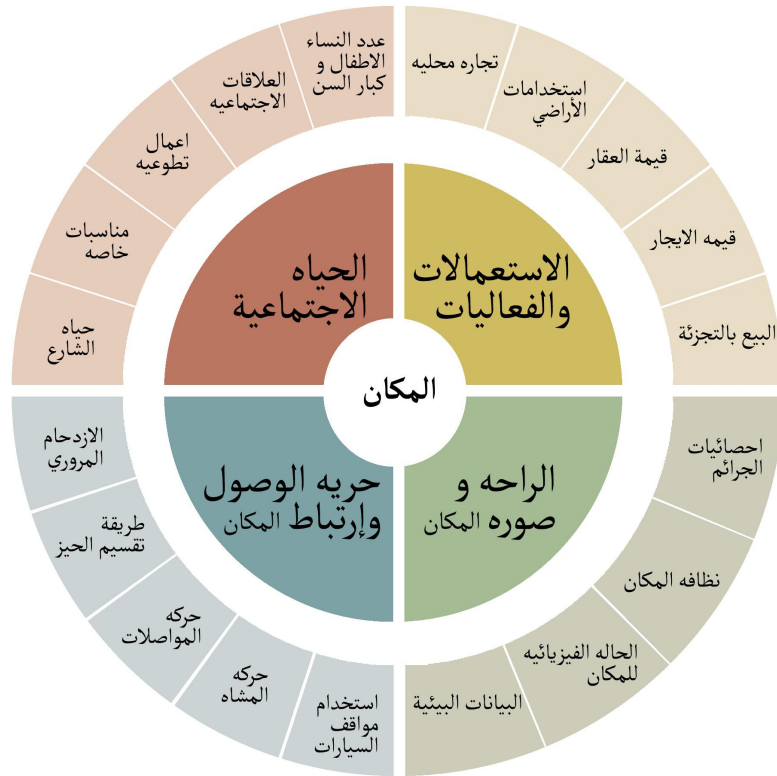 المكان
الاستعمالات
والفعاليات
تجاره محليه
استخدامات
الأراضي
قيمة العقار
قيمه الايجار
البيع بالتجزئة
الراحه و
صوره المكان
احصائيات
الجرائم
نظافه المكان
الحاله الفيزيائيه
للمكان
البيانات البيئية
حريه الوصول
وإرتباط المكان
استخدام
مواقف
السيارات
حركه
المشاه
حركه
المواصلات
طريقة
تقسيم الحيز
الازدحام
المروري
الحياه
الاجتماعية
حياه
الشارع
مناسبات
خاصه
اعمال
تطوعيه
العلاقات
الاجتماعيه
عدد النساء
الاطفال و
كبار السن